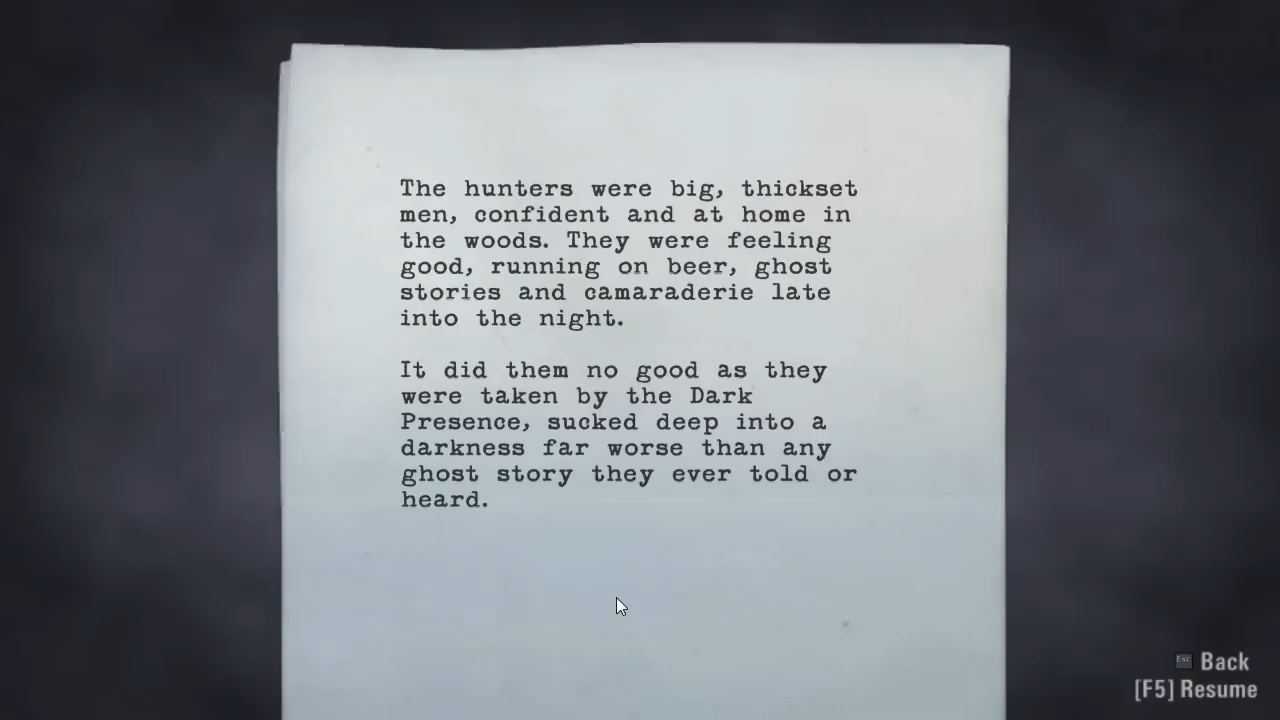 The hunters were big, thickset
men, confident and at home in
the woods. They were feeling
good, running on beer, ghost
stories and camaraderie late
into the night.
It did them no good as they
were taken by the Dark
Presence, sucked deep into a
darkness far worse than any
ghost story they ever told or
heard.
Esc Back
[F5] Resume